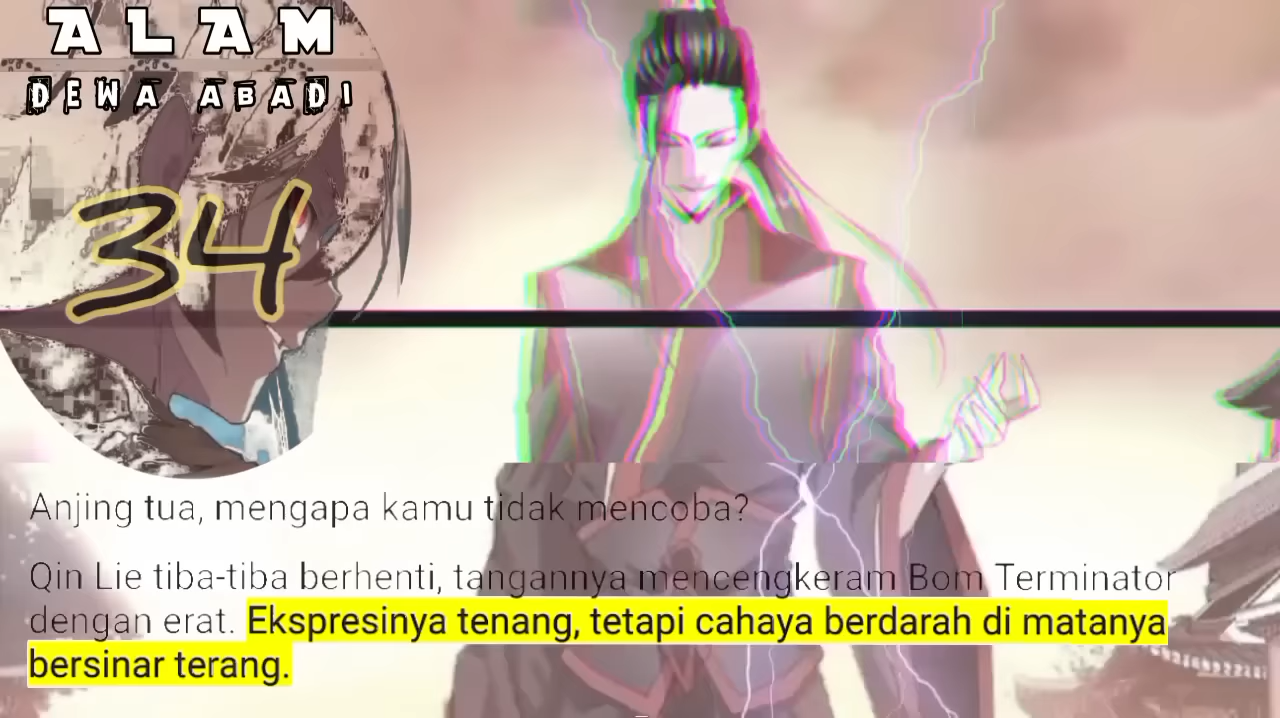 ALAM
DEWA ABADI
34
Anjing tua, mengapa kamu tidak mencoba?
Qin Lie tiba-tiba berhenti, tangannya mencengkeram Bom Terminator
dengan erat. Ekspresinya tenang, tetapi cahaya berdarah di matanya
bersinar terang.